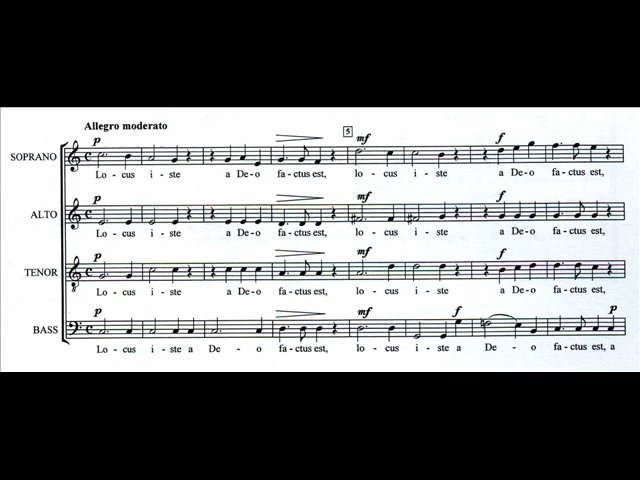 Allegro moderato
p
5
mf
f
SOPRANO
Lo - cus i - ste a De - o fa - ctus est, lo - cus i - ste a De - o fa - ctus est,
p
mf
f
ALTO
Lo - cus i - ste a De - o fa - ctus est, lo - cus i - ste a De - o fa - ctus est,
p
mf
f
TENOR
8
Lo - cus i - ste a De - o fa - ctus est, lo - cus i - ste a De - o fa - ctus est,
p
mf
f
p
BASS
Lo - cus i - ste a De - o fa - ctus est, lo - cus i - ste a De - o fa - ctus est, a